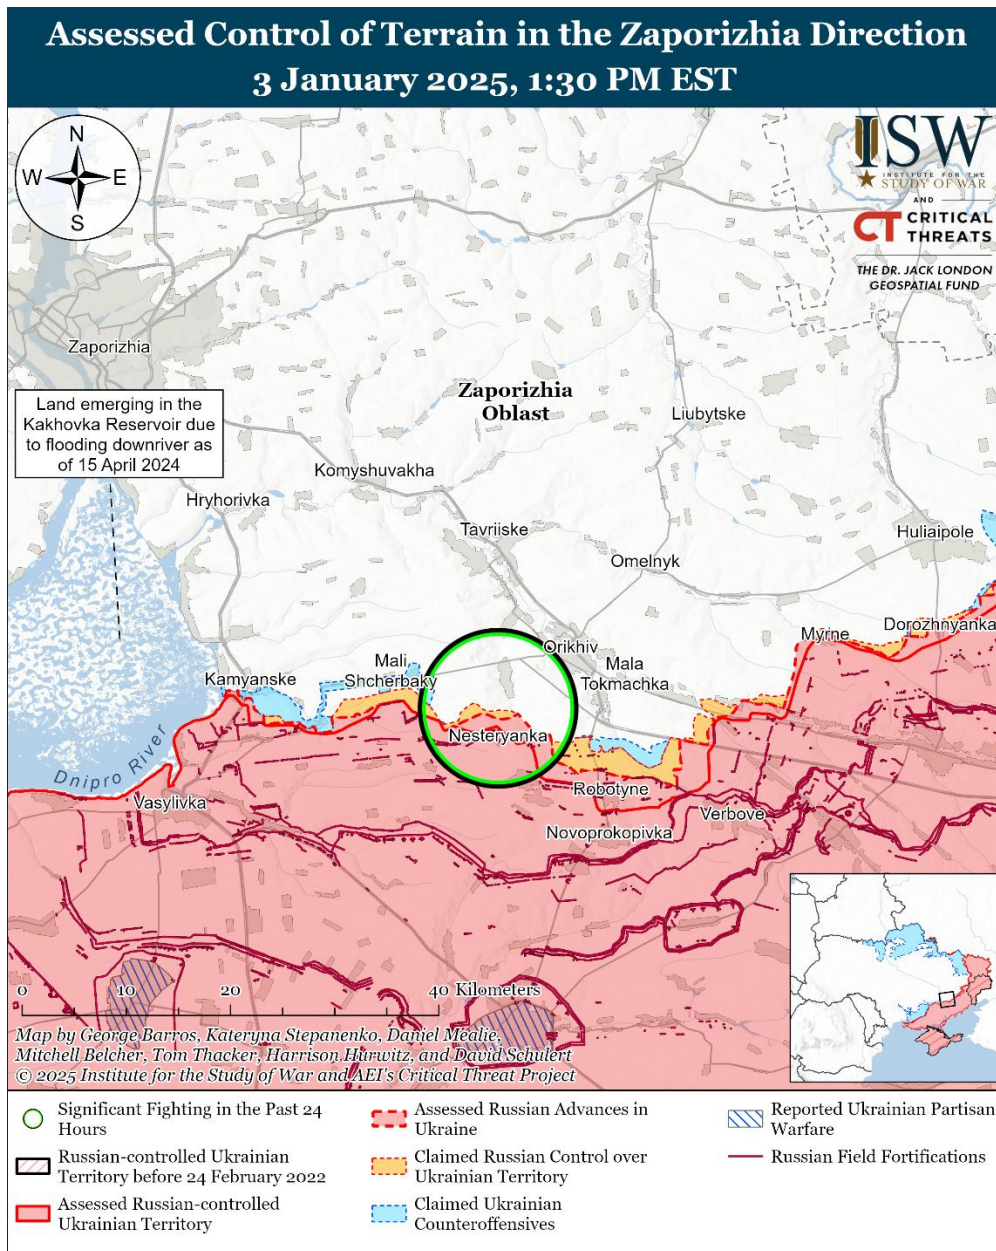 Assessed Control of Terrain in the Zaporizhia Direction
3 January 2025, 1:30 PM EST
N
W E
S
ISW
INSTITUTE FOR THE
STUDY OF WAR
AND
CT CRITICAL
THREATS
THE DR. JACK LONDON
GEOSPATIAL FUND
Zaporizhia
Land emerging in the
Kakhovka Reservoir due
to flooding downriver as
of 15 April 2024
Zaporizhia
Oblast
Liubytske
Komyshuvakha
Hryhorivka
Tavriiske
Huliaipole
Omelnyk
Dorozhnyanka
Myrne
Orikhiv
Mali
Shcherbaky
Mala
Tokmachka
Kamyanske
Nesteryanka
Dnipro River
Robotyne
Vasylivka
Verbove
Novoprokopivka
0 10 20 40 Kilometers
Map by George Barros, Kateryna Stepanenko, Daniel Mealie,
Mitchell Belcher, Tom Thacker, Harrison Hurwitz, and David Schulert
© 2025 Institute for the Study of War and AEI's Critical Threat Project
Significant Fighting in the Past 24
Hours
Russian-controlled Ukrainian
Territory before 24 February 2022
Assessed Russian-controlled
Ukrainian Territory
Assessed Russian Advances in
Ukraine
Claimed Russian Control over
Ukrainian Territory
Claimed Ukrainian
Counteroffensives
Reported Ukrainian Partisan
Warfare
Russian Field Fortifications